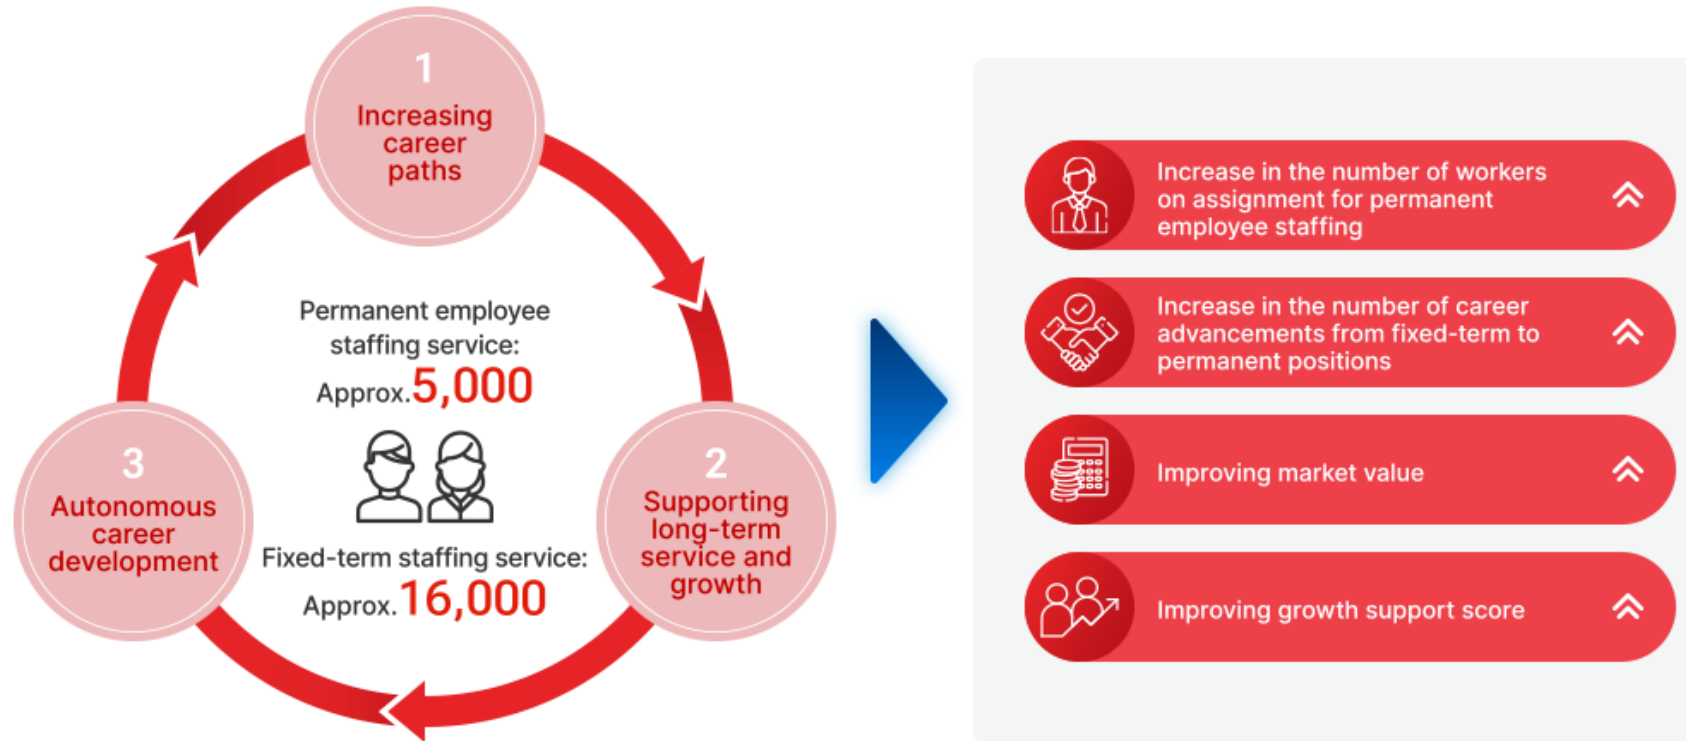 1
Increasing
career
paths
Permanent employee
staffing service:
Approx.5,000
3
Autonomous
career
development
2
Supporting
long-term
service and
growth
Fixed-term staffing service:
Approx.16,000
Increase in the number of workers
on assignment for permanent
employee staffing
Increase in the number of career
advancements from fixed-term to
permanent positions
Improving market value
Improving growth support score